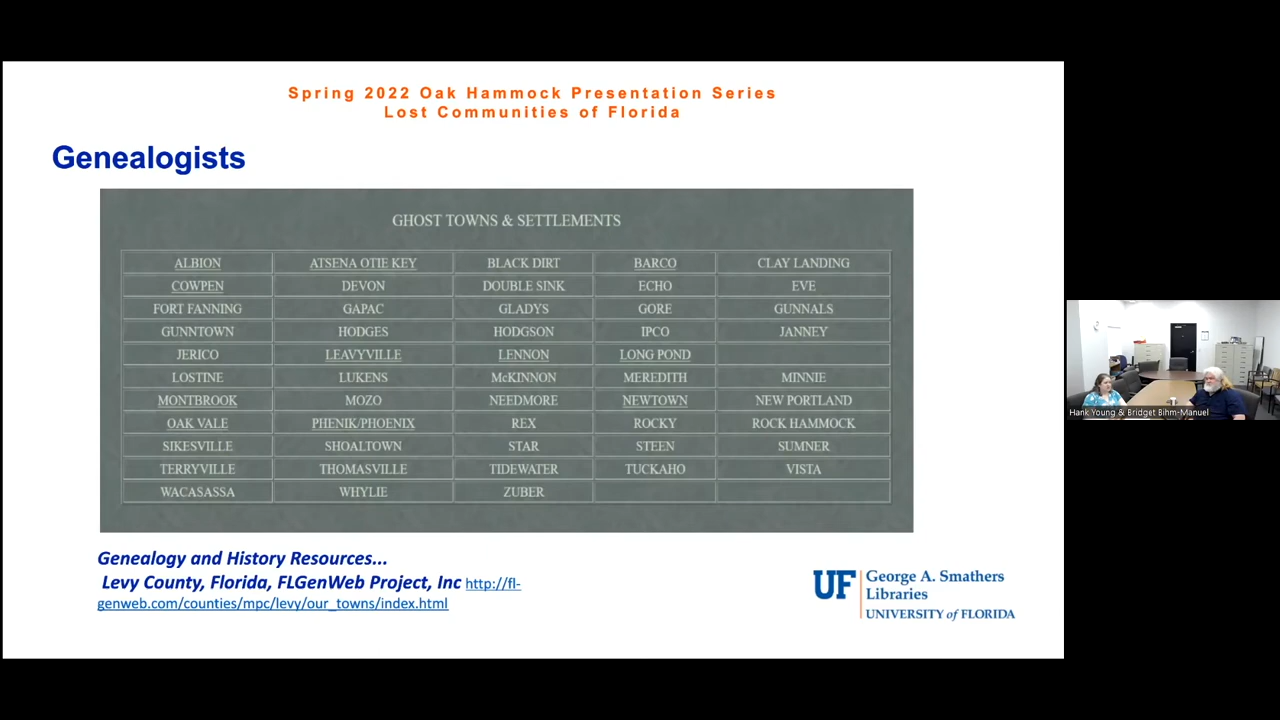 Spring 2022 Oak Hammock Presentation Series
Lost Communities of Florida
Genealogists
GHOST TOWNS & SETTLEMENTS
ALBION ATSENA OTIE KEY BLACK DIRT BARCO CLAY LANDING
COWPEN DEVON DOUBLE SINK ECHO EVE
FORT FANNING GAPAC GLADYS GORE GUNNALS
GUNNTOWN HODGES HODGSON IPCO JANNEY
JERICO LEAVYVILLE LENNON LONG POND
LOSTINE LUKENS McKINNON MEREDITH MINNIE
MONTBROOK MOZO NEEDMORE NEWTOWN NEW PORTLAND
OAK VALE PHENIK/PHOENIX REX ROCKY ROCK HAMMOCK
SIKESVILLE SHOALTOWN STAR STEEN SUMNER
TERRYVILLE THOMASVILLE TIDEWATER TUCKAHO VISTA
WACASASSA WHYLIE ZUBER
Genealogy and History Resources...
Levy County, Florida, FLGenWeb Project, Inc http://fl-
genweb.com/counties/mpc/levy/our_towns/index.html
UF George A. Smathers
Libraries
UNIVERSITY of FLORIDA
Hank Young & Bridget Bihm-Manuel